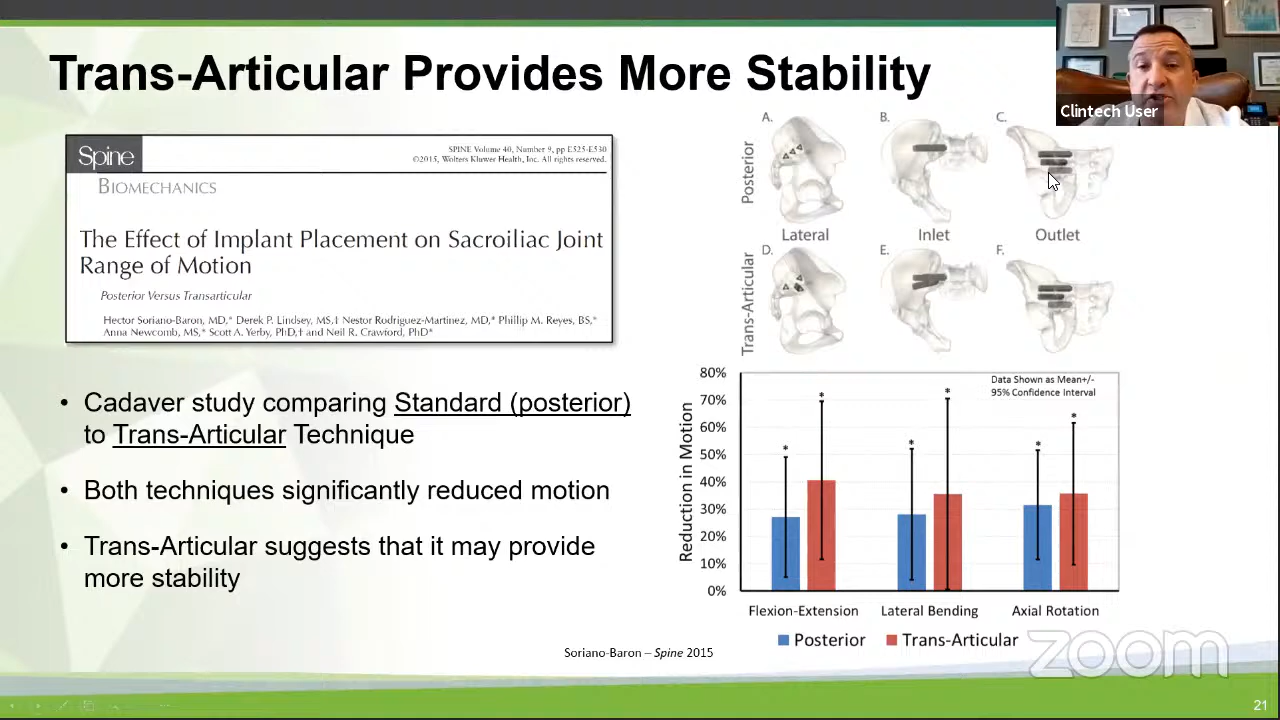 Trans-Articular Provides More Stability
Clintech User
Spine
SPINE Volume 40, Number 9, pp E525-E530
©2015, Wolters Kluwer Health, Inc. All rights reserved.
BIOMECHANICS
The Effect of Implant Placement on Sacroiliac Joint
Range of Motion
Posterior Versus Transarticular
Hector Soriano-Baron, MD,* Derek P. Lindsey, MS,† Nestor Rodriguez-Martinez, MD,* Phillip M. Reyes, BS,*
Anna Newcomb, MS,* Scott A. Yerby, PhD,† and Neil R. Crawford, PhD*
• Cadaver study comparing Standard (posterior)
to Trans-Articular Technique
• Both techniques significantly reduced motion
• Trans-Articular suggests that it may provide
more stability
A.
B.
C.
Posterior
Lateral
Inlet
Outlet
D.
E.
F.
Trans-Articular
Data Shown as Mean+/-
95% Confidence Interval
Reduction in Motion
80%
70%
60%
50%
40%
30%
20%
10%
0%
* * * * * *
Flexion-Extension
Lateral Bending
Axial Rotation
Posterior
Trans-Articular
Soriano-Baron – Spine 2015
zoom
21